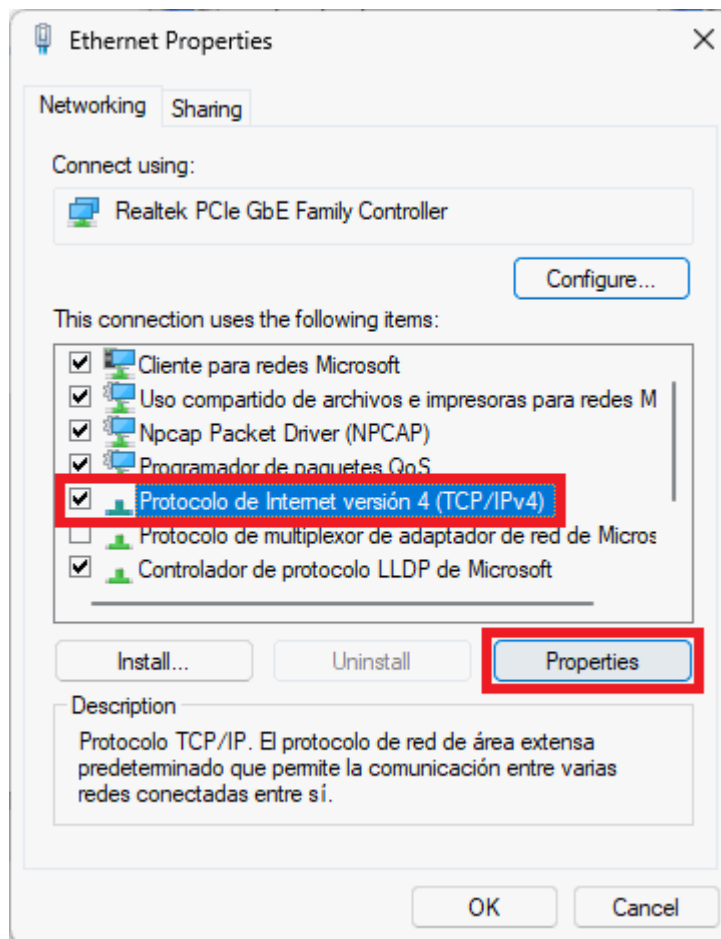 Ethernet Properties
Networking
Sharing
Connect using:
Realtek PCIe GbE Family Controller
Configure...
This connection uses the following items:
Cliente para redes Microsoft
Uso compartido de archivos e impresoras para redes M
Npcap Packet Driver (NPCAP)
Programador de paquetes QoS
Protocolo de Internet versión 4 (TCP/IPv4)
Protocolo de multiplexor de adaptador de red de Micros
Controlador de protocolo LLDP de Microsoft
Install...
Uninstall
Properties
Description
Protocolo TCP/IP. El protocolo de red de área extensa
predeterminado que permite la comunicación entre varias
redes conectadas entre sí.
OK
Cancel